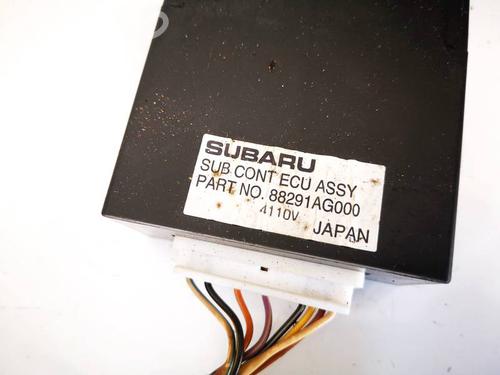 SUBARU
SUB CONT ECU ASSY
PART NO. 88291AG000
4110V
JAPAN